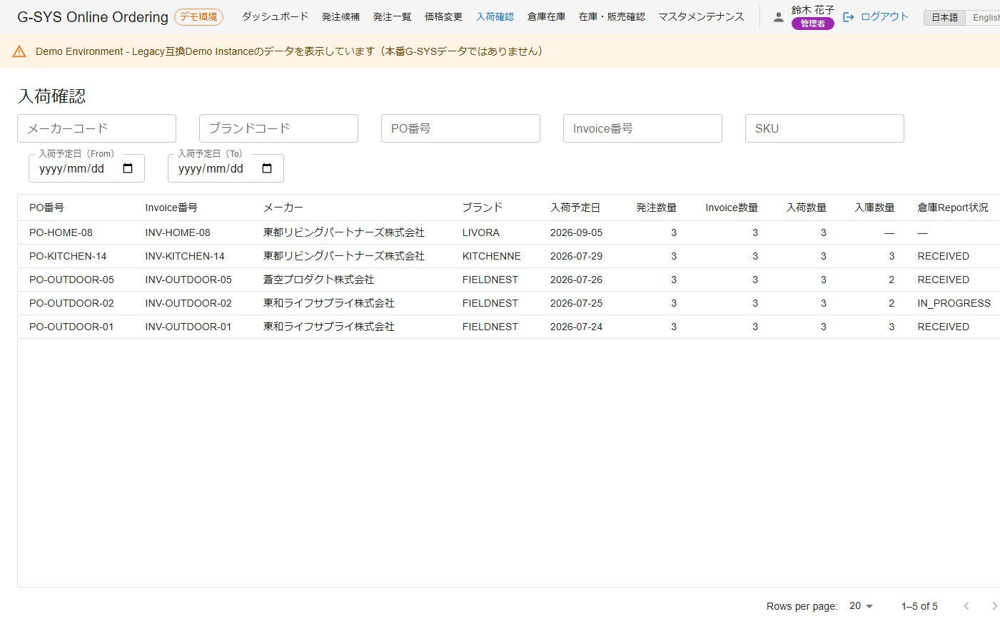 G-SYS Online Ordering デモ環境 ダッシュボード 発注候補 発注一覧 価格変更 入荷確認 倉庫在庫 在庫・販売確認 マスタメンテナンス 鈴木 花子 管理者 ログアウト 日本語 English
Demo Environment - Legacy互換Demo Instanceのデータを表示しています（本番G-SYSデータではありません）
入荷確認
メーカーコード ブランドコード PO番号 Invoice番号 SKU
入荷予定日（From） 入荷予定日（To）
yyyy/mm/dd yyyy/mm/dd
PO番号 Invoice番号 メーカー ブランド 入荷予定日 発注数量 Invoice数量 入荷数量 入庫数量 倉庫Report状況
PO-HOME-08 INV-HOME-08 東都リビングパートナーズ株式会社 LIVORA 2026-09-05 3 3 3 — —
PO-KITCHEN-14 INV-KITCHEN-14 東都リビングパートナーズ株式会社 KITCHENNE 2026-07-29 3 3 3 3 RECEIVED
PO-OUTDOOR-05 INV-OUTDOOR-05 蒼空プロダクト株式会社 FIELDNEST 2026-07-26 3 3 3 2 RECEIVED
PO-OUTDOOR-02 INV-OUTDOOR-02 東和ライフサプライ株式会社 FIELDNEST 2026-07-25 3 3 3 2 IN_PROGRESS
PO-OUTDOOR-01 INV-OUTDOOR-01 東和ライフサプライ株式会社 FIELDNEST 2026-07-24 3 3 3 3 RECEIVED
Rows per page: 20 1–5 of 5